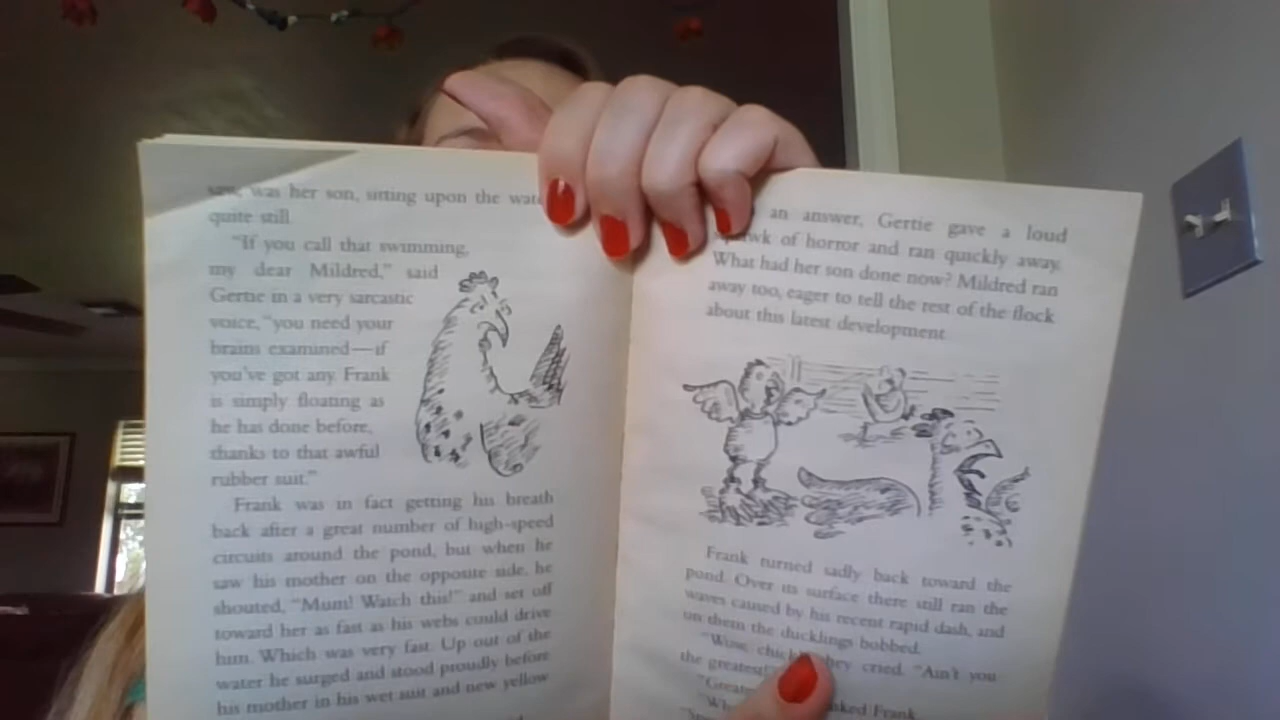 was her son, sitting upon the
quite still.
"If you call that swimming,
my dear Mildred," said
Gertie in a very sarcastic
voice, "you need your
brains examined—if
you've got any. Frank
is simply floating as
he has done before,
thanks to that awful
rubber suit."
Frank was in fact getting his breath
back after a great number of high-speed
circuits around the pond, but when he
saw his mother on the opposite side, he
shouted, "Mum! Watch this!" and set off
toward her as fast as his webs could drive
him. Which was very fast. Up out of the
water he surged and stood proudly before
his mother in his wet suit and new yellow
an answer, Gertie gave a loud
of horror and ran quickly away.
What had her son done now? Mildred ran
away too, eager to tell the rest of the flock
about this latest development.
Frank turned sadly back toward the
pond. Over its surface there still ran the
waves caused by his recent rapid dash, and
on them the ducklings bobbed.
"Wow, they cried. "Ain't you
the greatest
asked Frank.